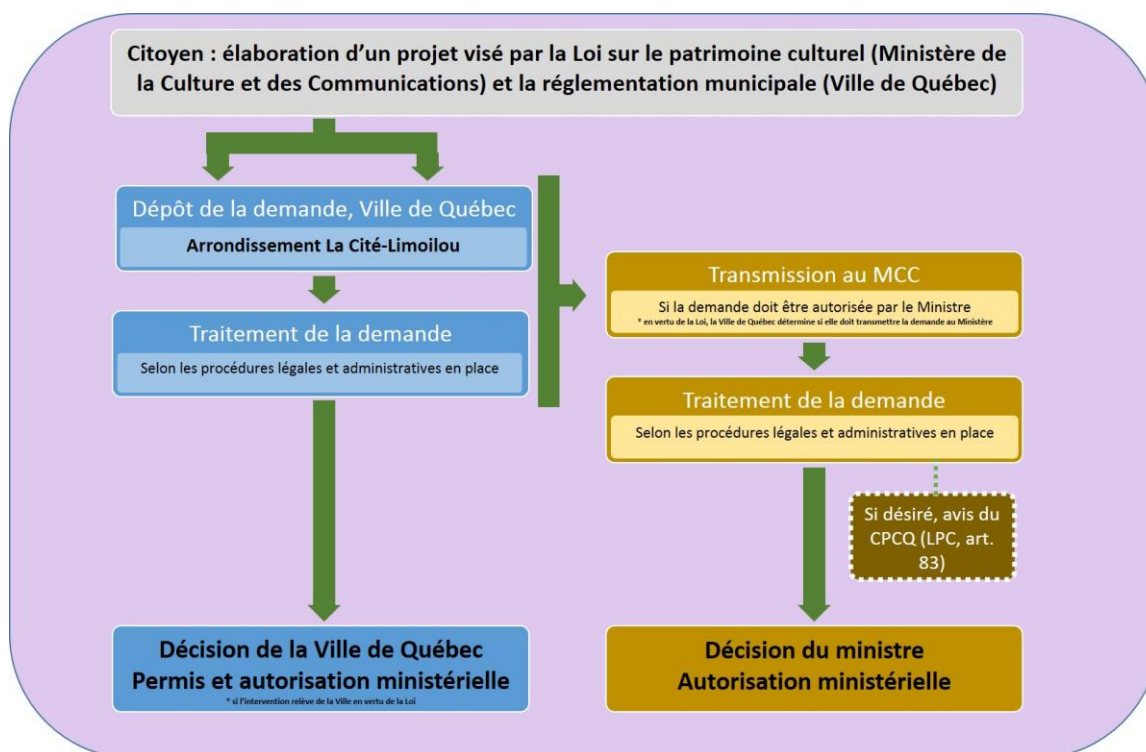 Citoyen : élaboration d’un projet visé par la Loi sur le patrimoine culturel (Ministère de
la Culture et des Communications) et la réglementation municipale (Ville de Québec)
Dépôt de la demande, Ville de Québec
Arrondissement La Cité-Limoilou
Traitement de la demande
Selon les procédures légales et administratives en place
Transmission au MCC
Si la demande doit être autorisée par le Ministre
* en vertu de la Loi, la Ville de Québec détermine si elle doit transmettre la demande au Ministère
Traitement de la demande
Selon les procédures légales et administratives en place
Si désiré, avis du
CPCQ (LPC, art.
83)
Décision de la Ville de Québec
Permis et autorisation ministérielle
* si l’intervention relève de la Ville en vertu de la Loi
Décision du ministre
Autorisation ministérielle